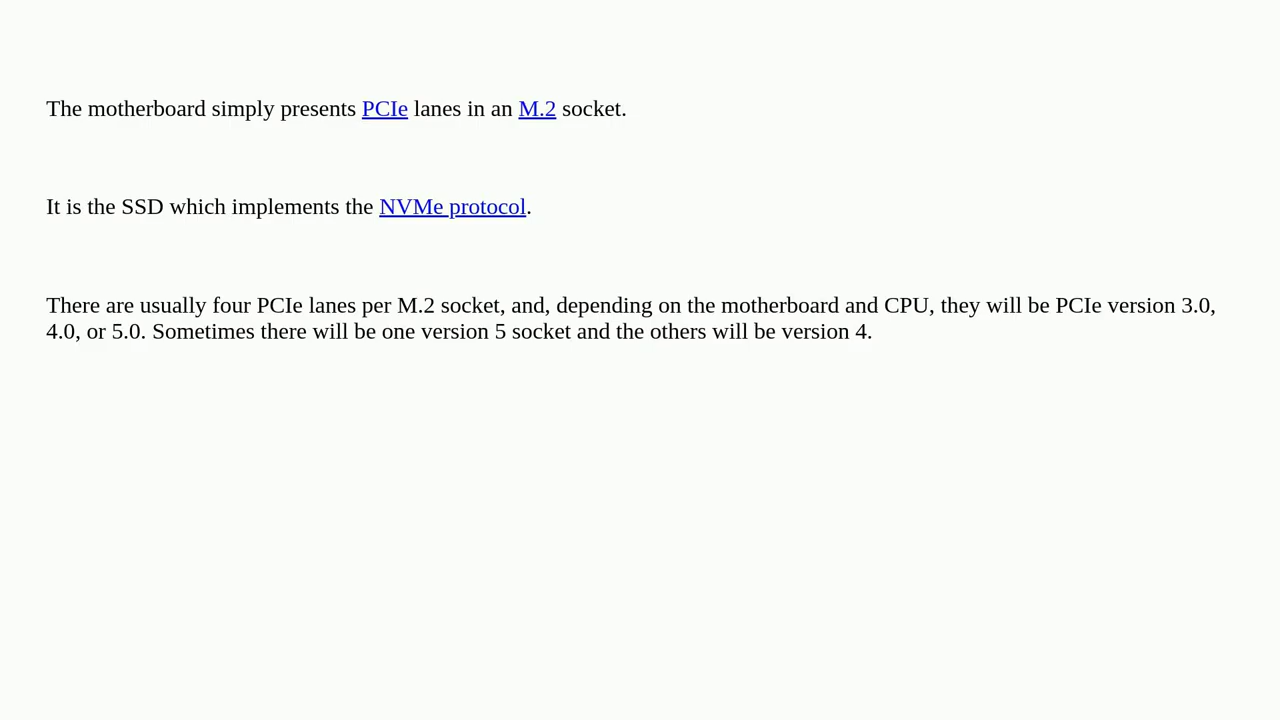 The motherboard simply presents PCIe lanes in an M.2 socket.
It is the SSD which implements the NVMe protocol.
There are usually four PCIe lanes per M.2 socket, and, depending on the motherboard and CPU, they will be PCIe version 3.0,
4.0, or 5.0. Sometimes there will be one version 5 socket and the others will be version 4.